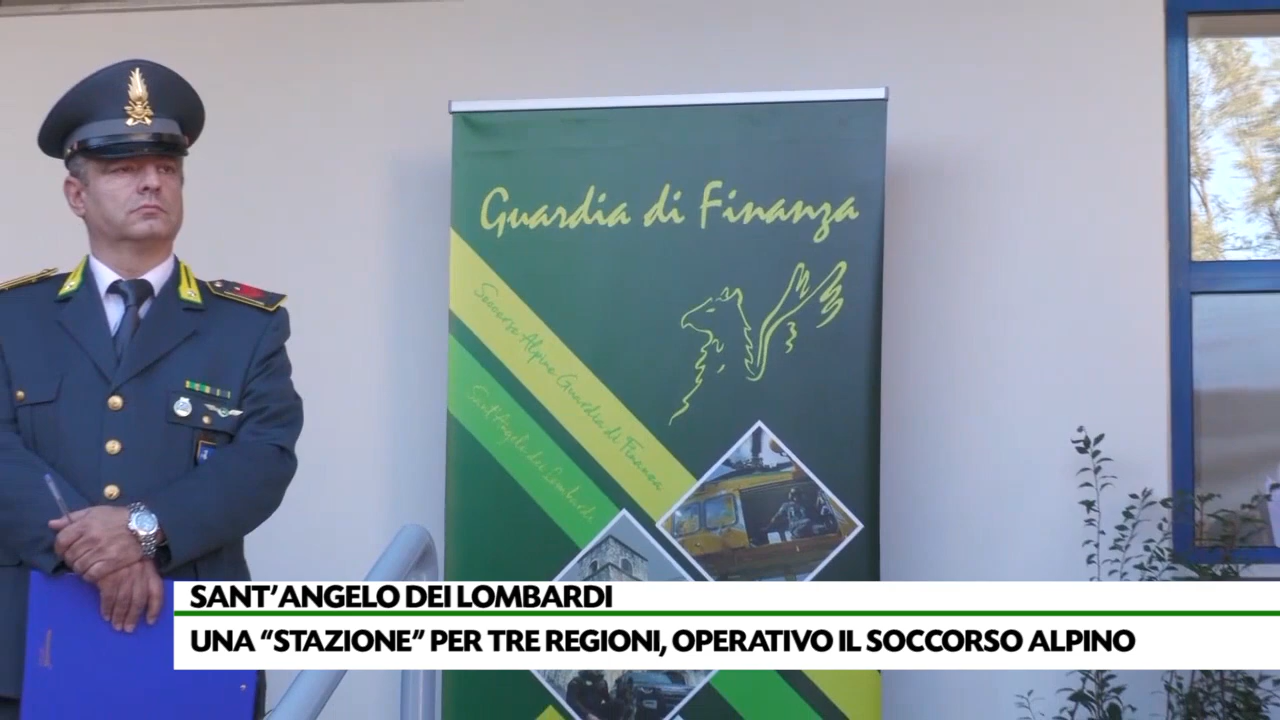 Guardia di Finanza
Soccorso Alpino Guardia di Finanza
Sant'Angelo dei Lombardi
SANT’ANGELO DEI LOMBARDI
UNA “STAZIONE” PER TRE REGIONI, OPERATIVO IL SOCCORSO ALPINO